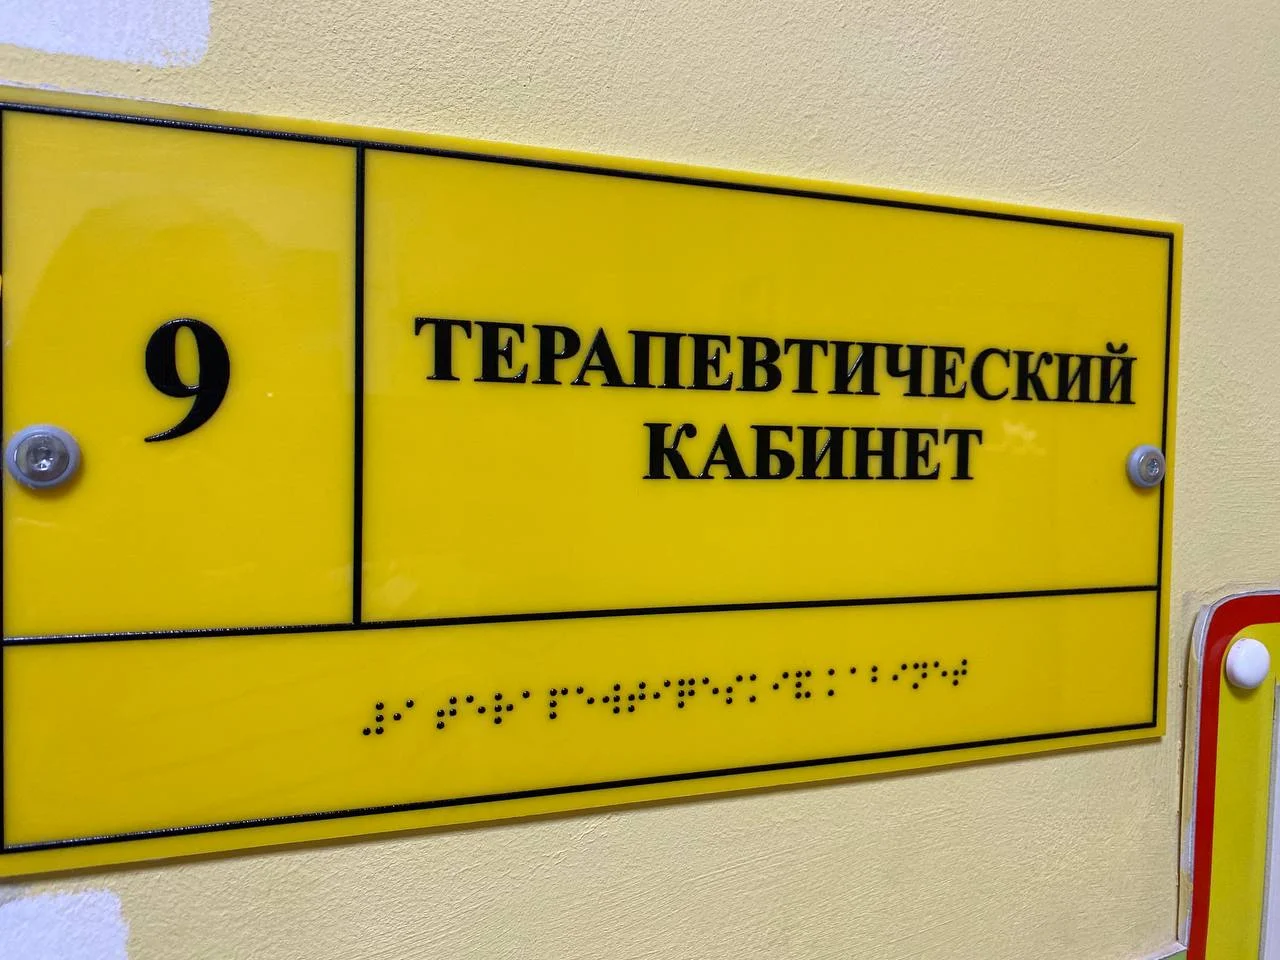 9
ТЕРАПЕВТИЧЕСКИЙ
КАБИНЕТ
⠼⠊ ⠞⠑⠗⠁⠏⠑⠺⠞⠊⠟⠑⠎⠅⠊⠯ ⠅⠁⠃⠊⠝⠑⠞